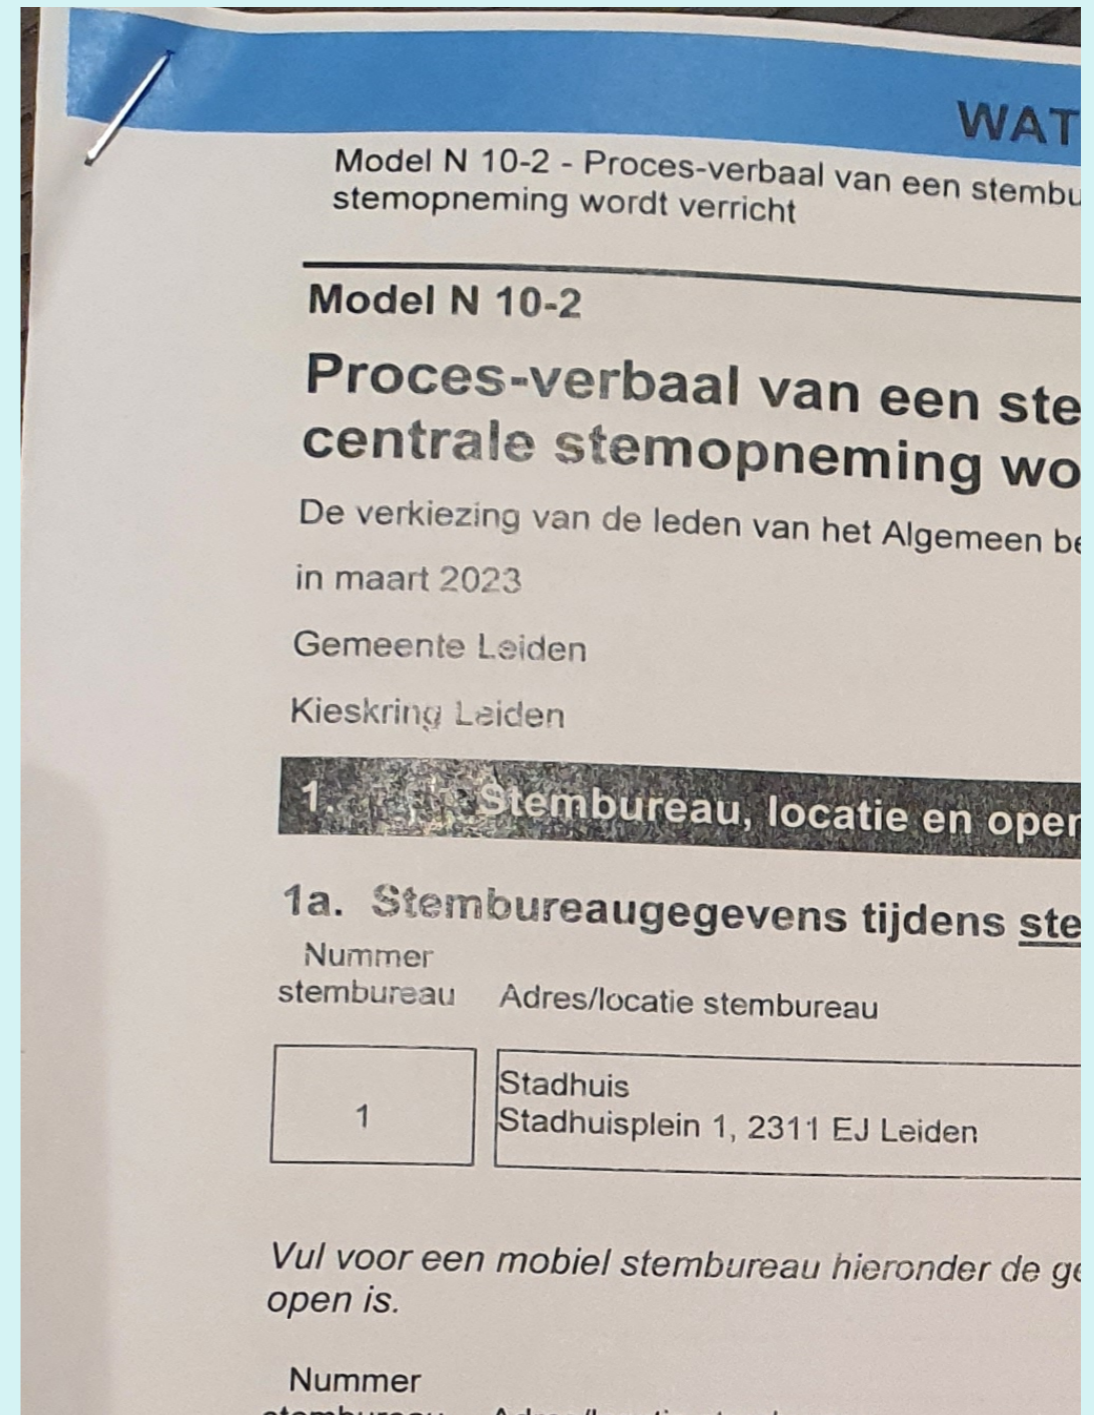 WAT
Model N 10-2 - Proces-verbaal van een stembu
stemopneming wordt verricht
Model N 10-2
Proces-verbaal van een ste
centrale stemopneming wo
De verkiezing van de leden van het Algemeen be
in maart 2023
Gemeente Leiden
Kieskring Leiden
1. Stembureau, locatie en open
1a. Stembureaugegevens tijdens ste
Nummer
stembureau Adres/locatie stembureau
1
Stadhuis
Stadhuisplein 1, 2311 EJ Leiden
Vul voor een mobiel stembureau hieronder de ge
open is.
Nummer